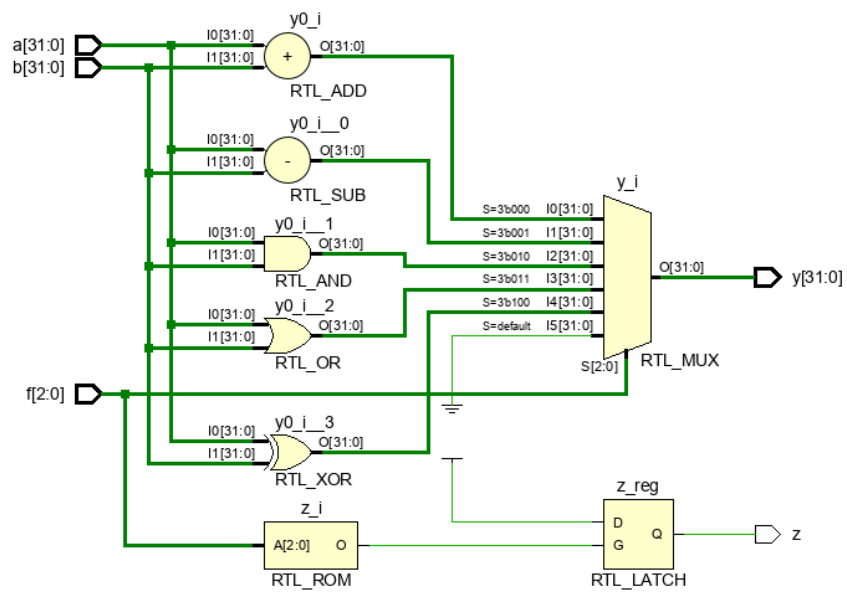 y0_i
a[31:0]
I0[31:0]
O[31:0]
b[31:0]
I1[31:0]
+
RTL_ADD
y0_i__0
I0[31:0]
O[31:0]
I1[31:0]
-
RTL_SUB
y_i
y0_i__1
S=3'b000
I0[31:0]
I0[31:0]
O[31:0]
S=3'b001
I1[31:0]
I1[31:0]
S=3'b010
I2[31:0]
O[31:0]
y[31:0]
RTL_AND
S=3'b011
I3[31:0]
y0_i__2
S=3'b100
I4[31:0]
I0[31:0]
O[31:0]
S=default
I5[31:0]
I1[31:0]
RTL_OR
S[2:0]
RTL_MUX
f[2:0]
y0_i__3
I0[31:0]
O[31:0]
I1[31:0]
RTL_XOR
z_reg
z_i
D
Q
z
A[2:0]
O
G
RTL_ROM
RTL_LATCH